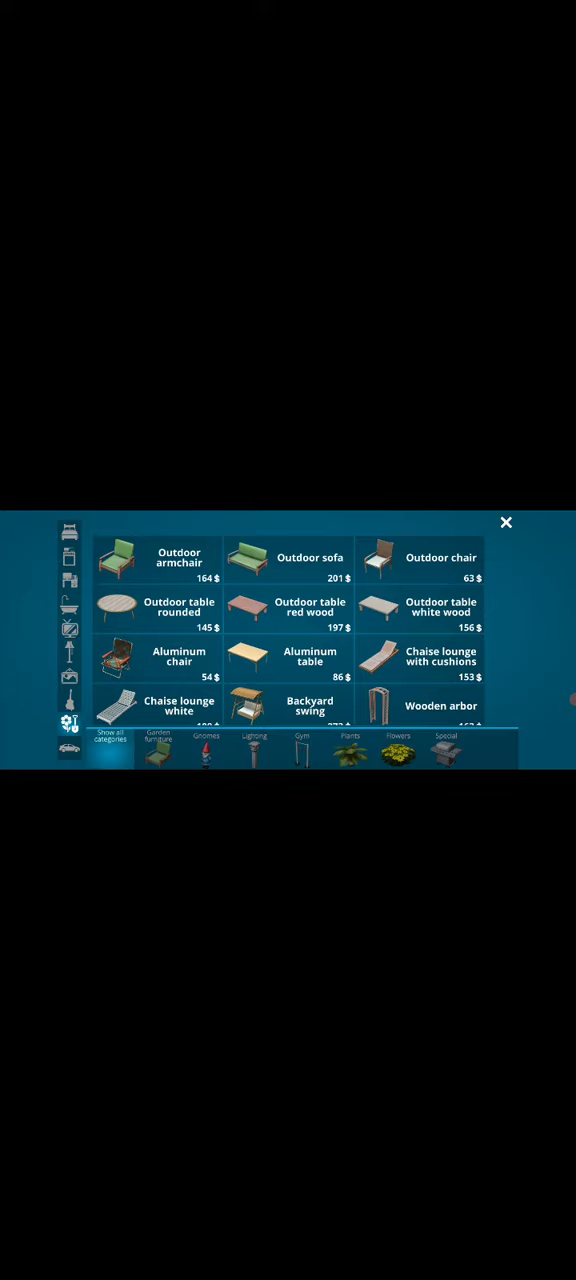 Outdoor
armchair
164 $
Outdoor sofa
201 $
Outdoor chair
63 $
Outdoor table
rounded
145 $
Outdoor table
red wood
197 $
Outdoor table
white wood
156 $
Aluminum
chair
54 $
Aluminum
table
86 $
Chaise lounge
with cushions
153 $
Chaise lounge
white
Backyard
swing
Wooden arbor
Show all
categories
Garden
furniture
Gnomes
Lighting
Gym
Plants
Flowers
Special